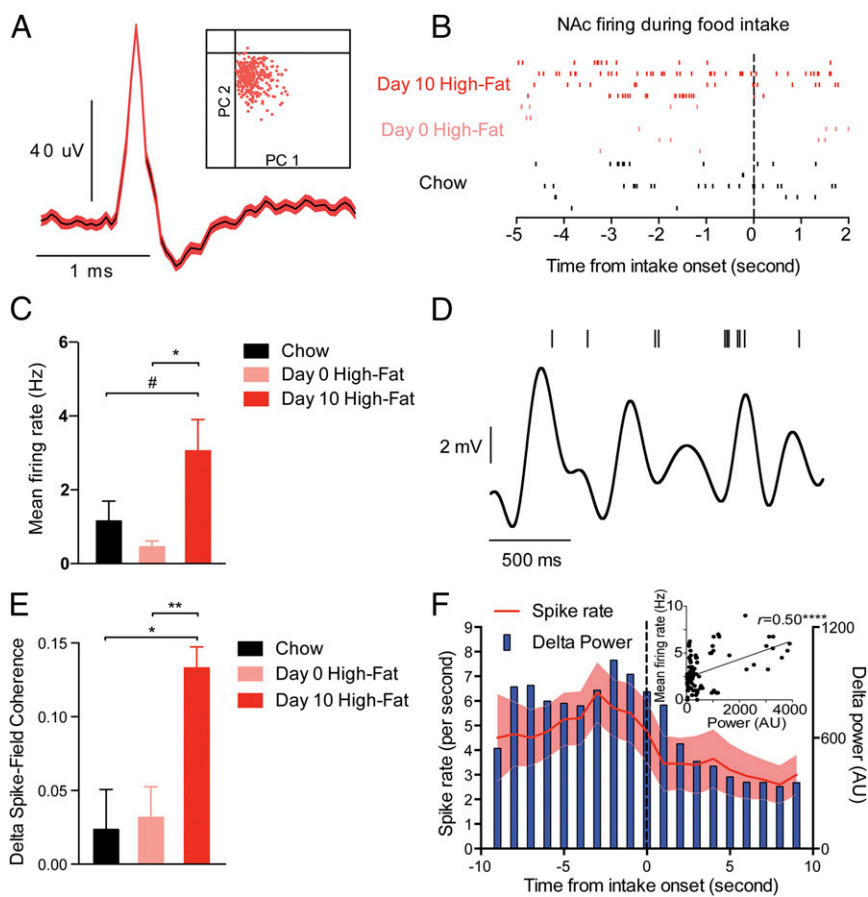 A
40 uV
1 ms
PC 2
PC 1
B
NAc firing during food intake
Day 10 High-Fat
Day 0 High-Fat
Chow
-5 -4 -3 -2 -1 0 1 2
Time from intake onset (second)
C
Mean firing rate (Hz)
6
4
2
0
*
#
Chow
Day 0 High-Fat
Day 10 High-Fat
D
2 mV
500 ms
E
Delta Spike-Field Coherence
0.15
0.10
0.05
0.00
**
*
Chow
Day 0 High-Fat
Day 10 High-Fat
F
Spike rate
Delta Power
Spike rate (per second)
9
8
7
6
5
4
3
2
1
0
-10 -5 0 5 10
Time from intake onset (second)
1200
600
0
Delta power (AU)
Mean firing rate (Hz)
10
5
0
r=0.50****
0 2000 4000
Power (AU)